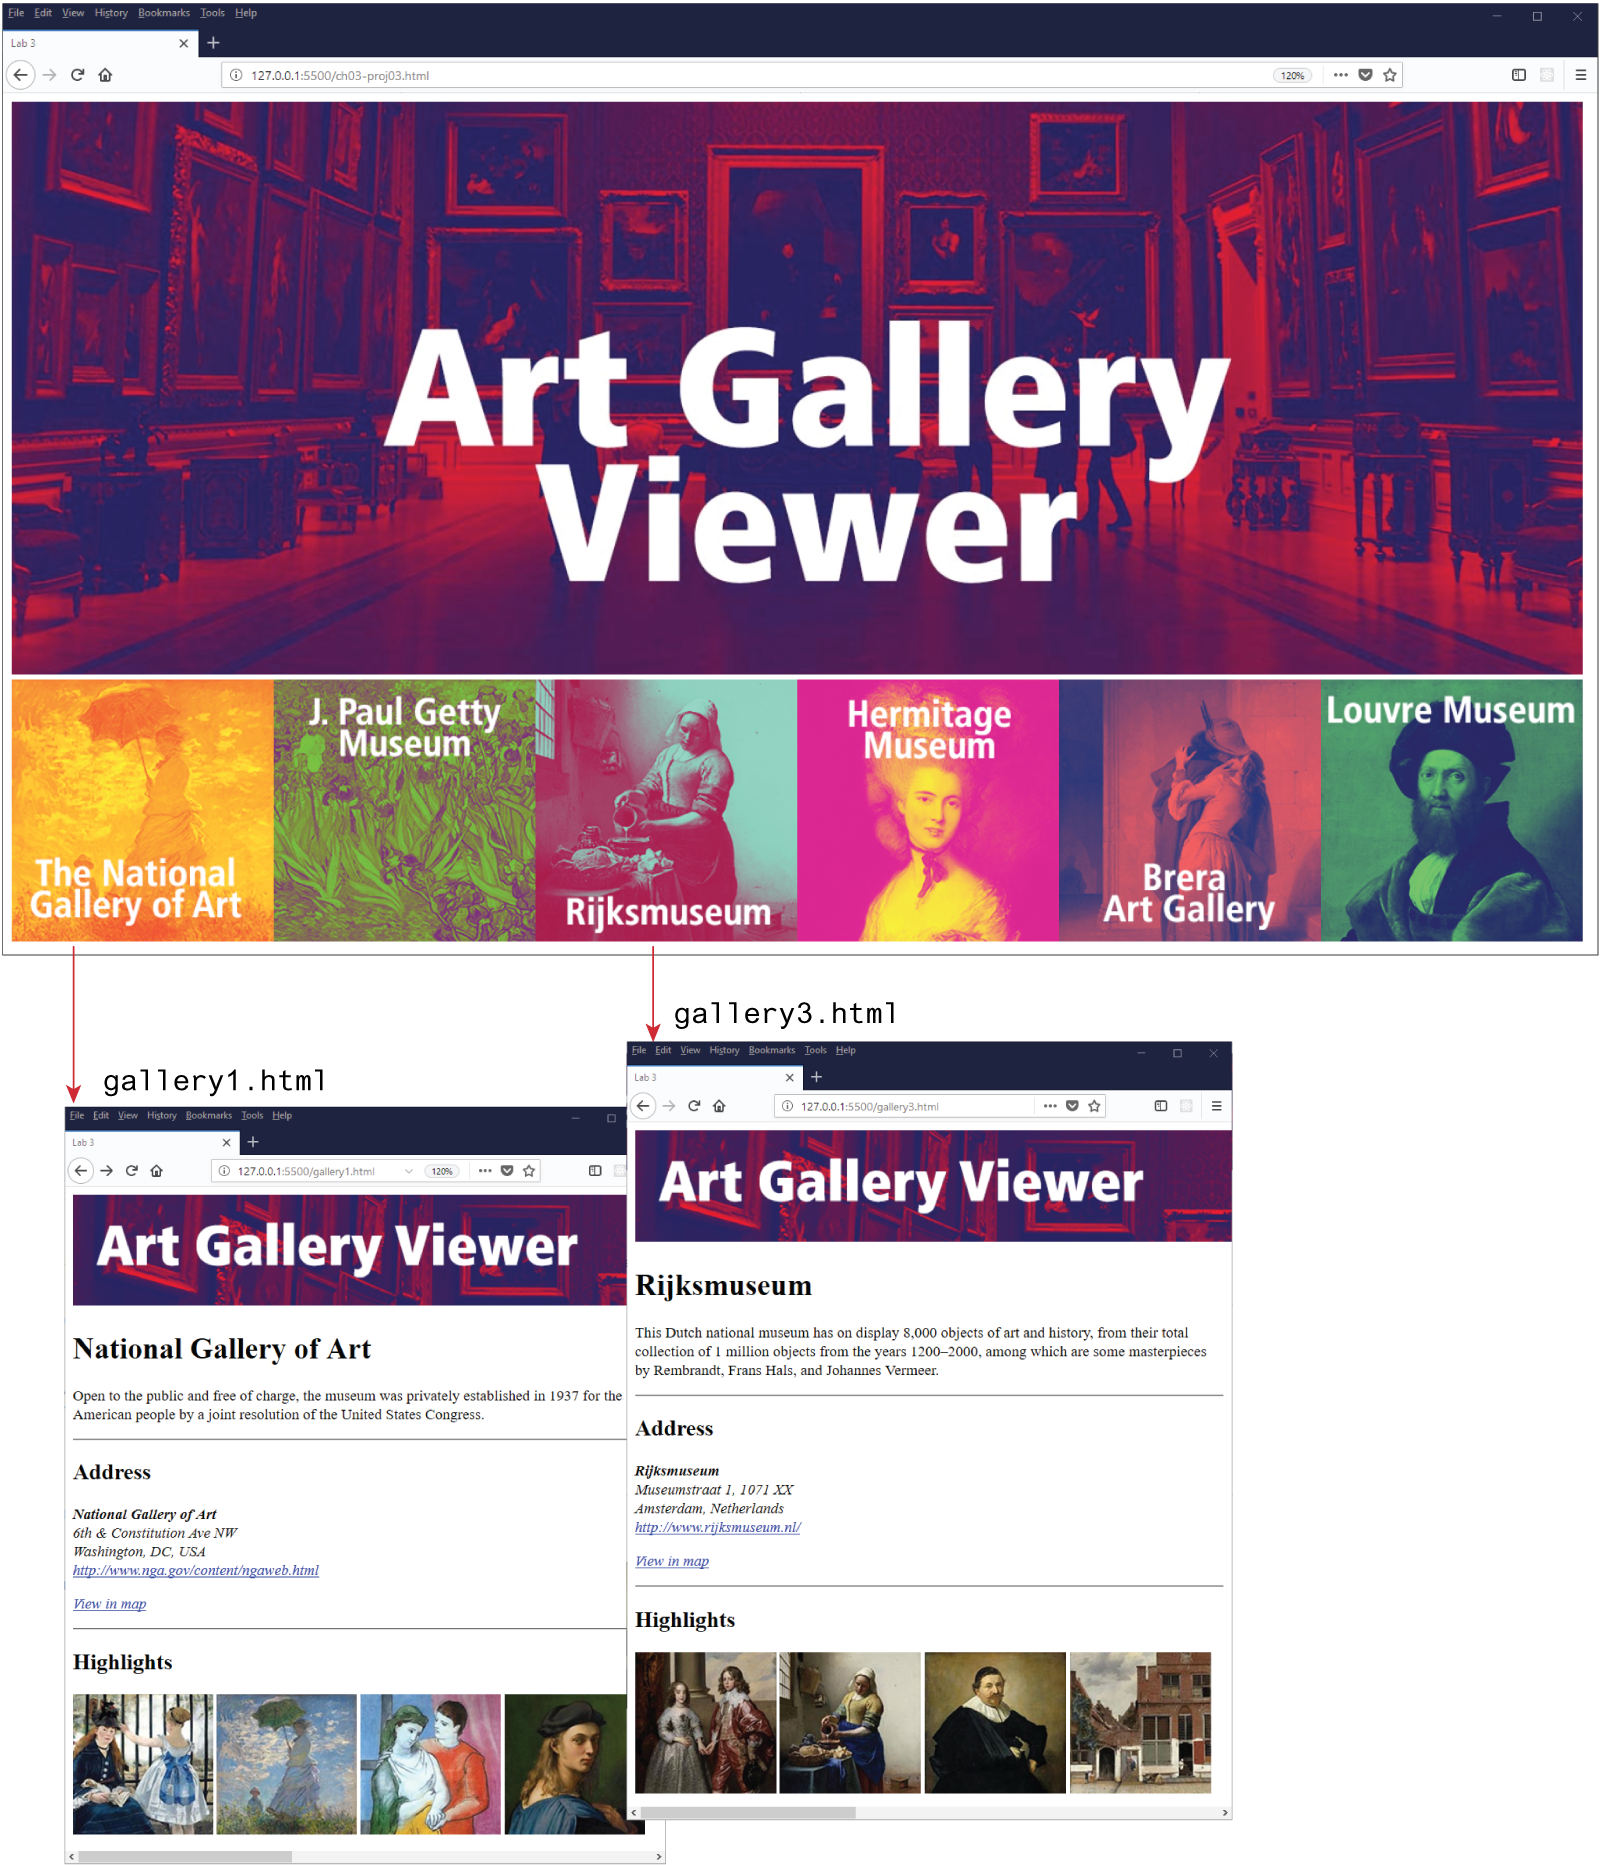 File Edit View History Bookmarks Tools Help
Lab 3
127.0.0.1:5500/ch03-proj03.html
120%
Art Gallery
Viewer
The National
Gallery of Art
J. Paul Getty
Museum
Rijksmuseum
Hermitage
Museum
Brera
Art Gallery
Louvre Museum
gallery1.html
File Edit View History Bookmarks Tools Help
Lab 3
127.0.0.1:5500/gallery1.html
120%
Art Gallery Viewer
National Gallery of Art
Open to the public and free of charge, the museum was privately established in 1937 for the
American people by a joint resolution of the United States Congress.
Address
National Gallery of Art
6th & Constitution Ave NW
Washington, DC, USA
http://www.nga.gov/content/ngaweb.html
View in map
Highlights
gallery3.html
File Edit View History Bookmarks Tools Help
Lab 3
127.0.0.1:5500/gallery3.html
Art Gallery Viewer
Rijksmuseum
This Dutch national museum has on display 8,000 objects of art and history, from their total
collection of 1 million objects from the years 1200–2000, among which are some masterpieces
by Rembrandt, Frans Hals, and Johannes Vermeer.
Address
Rijksmuseum
Museumstraat 1, 1071 XX
Amsterdam, Netherlands
http://www.rijksmuseum.nl/
View in map
Highlights